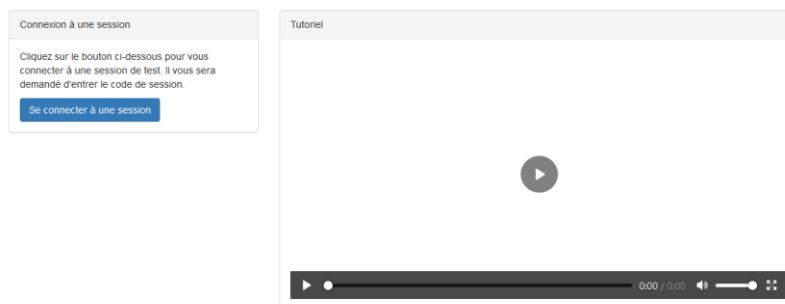 Connexion à une session
Cliquez sur le bouton ci-dessous pour vous
connecter à une session de test. Il vous sera
demandé d'entrer le code de session.
Se connecter à une session
Tutoriel
0:00 / 0:00